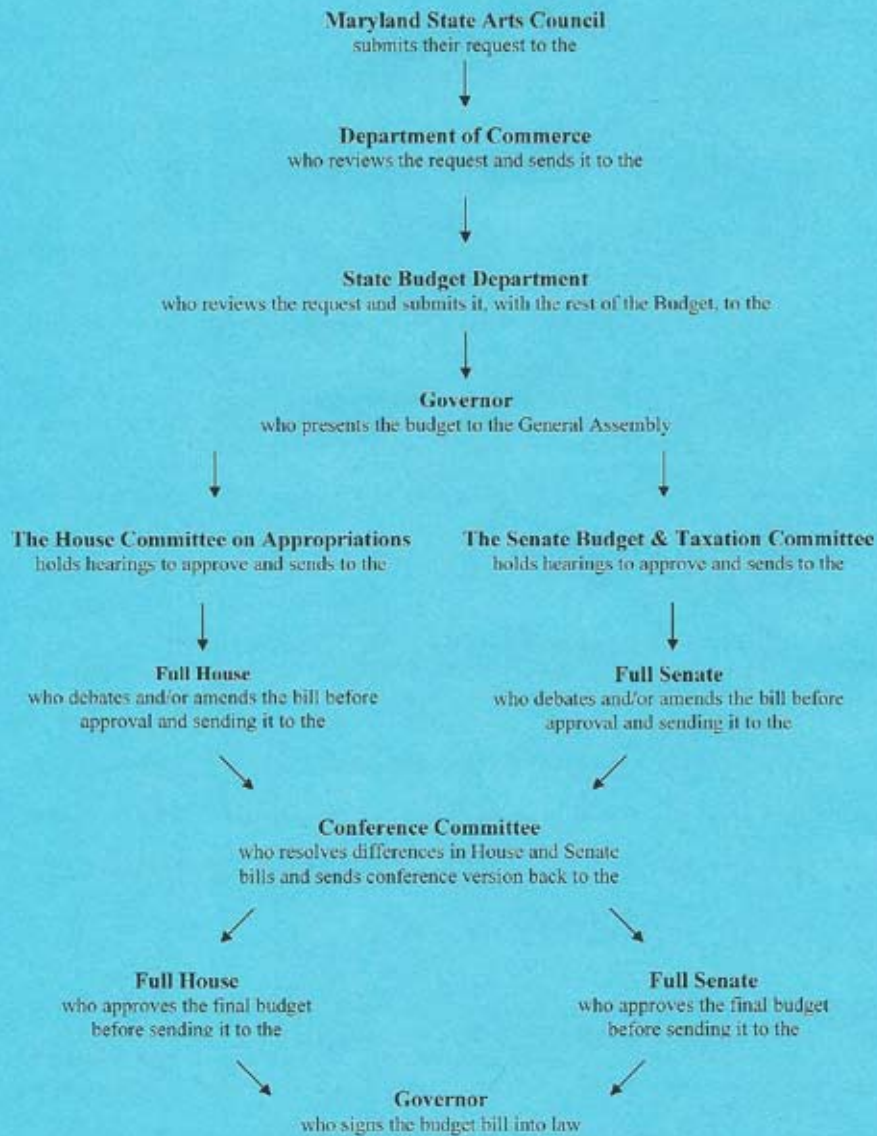 Maryland State Arts Council
submits their request to the
Department of Commerce
who reviews the request and sends it to the
State Budget Department
who reviews the request and submits it, with the rest of the Budget, to the
Governor
who presents the budget to the General Assembly
The House Committee on Appropriations
holds hearings to approve and sends to the
The Senate Budget & Taxation Committee
holds hearings to approve and sends to the
Full House
who debates and/or amends the bill before
approval and sending it to the
Full Senate
who debates and/or amends the bill before
approval and sending it to the
Conference Committee
who resolves differences in House and Senate
bills and sends conference version back to the
Full House
who approves the final budget
before sending it to the
Full Senate
who approves the final budget
before sending it to the
Governor
who signs the budget bill into law